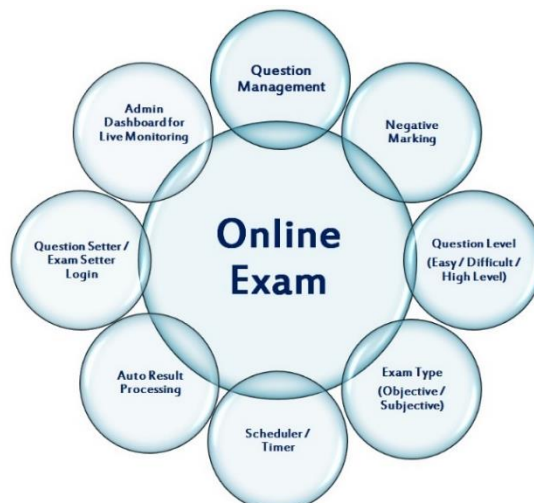 Question
Management
Negative
Marking
Question Level
(Easy / Difficult /
High Level)
Exam Type
(Objective /
Subjective)
Scheduler /
Timer
Auto Result
Processing
Question Setter /
Exam Setter
Login
Admin
Dashboard for
Live Monitoring
Online
Exam